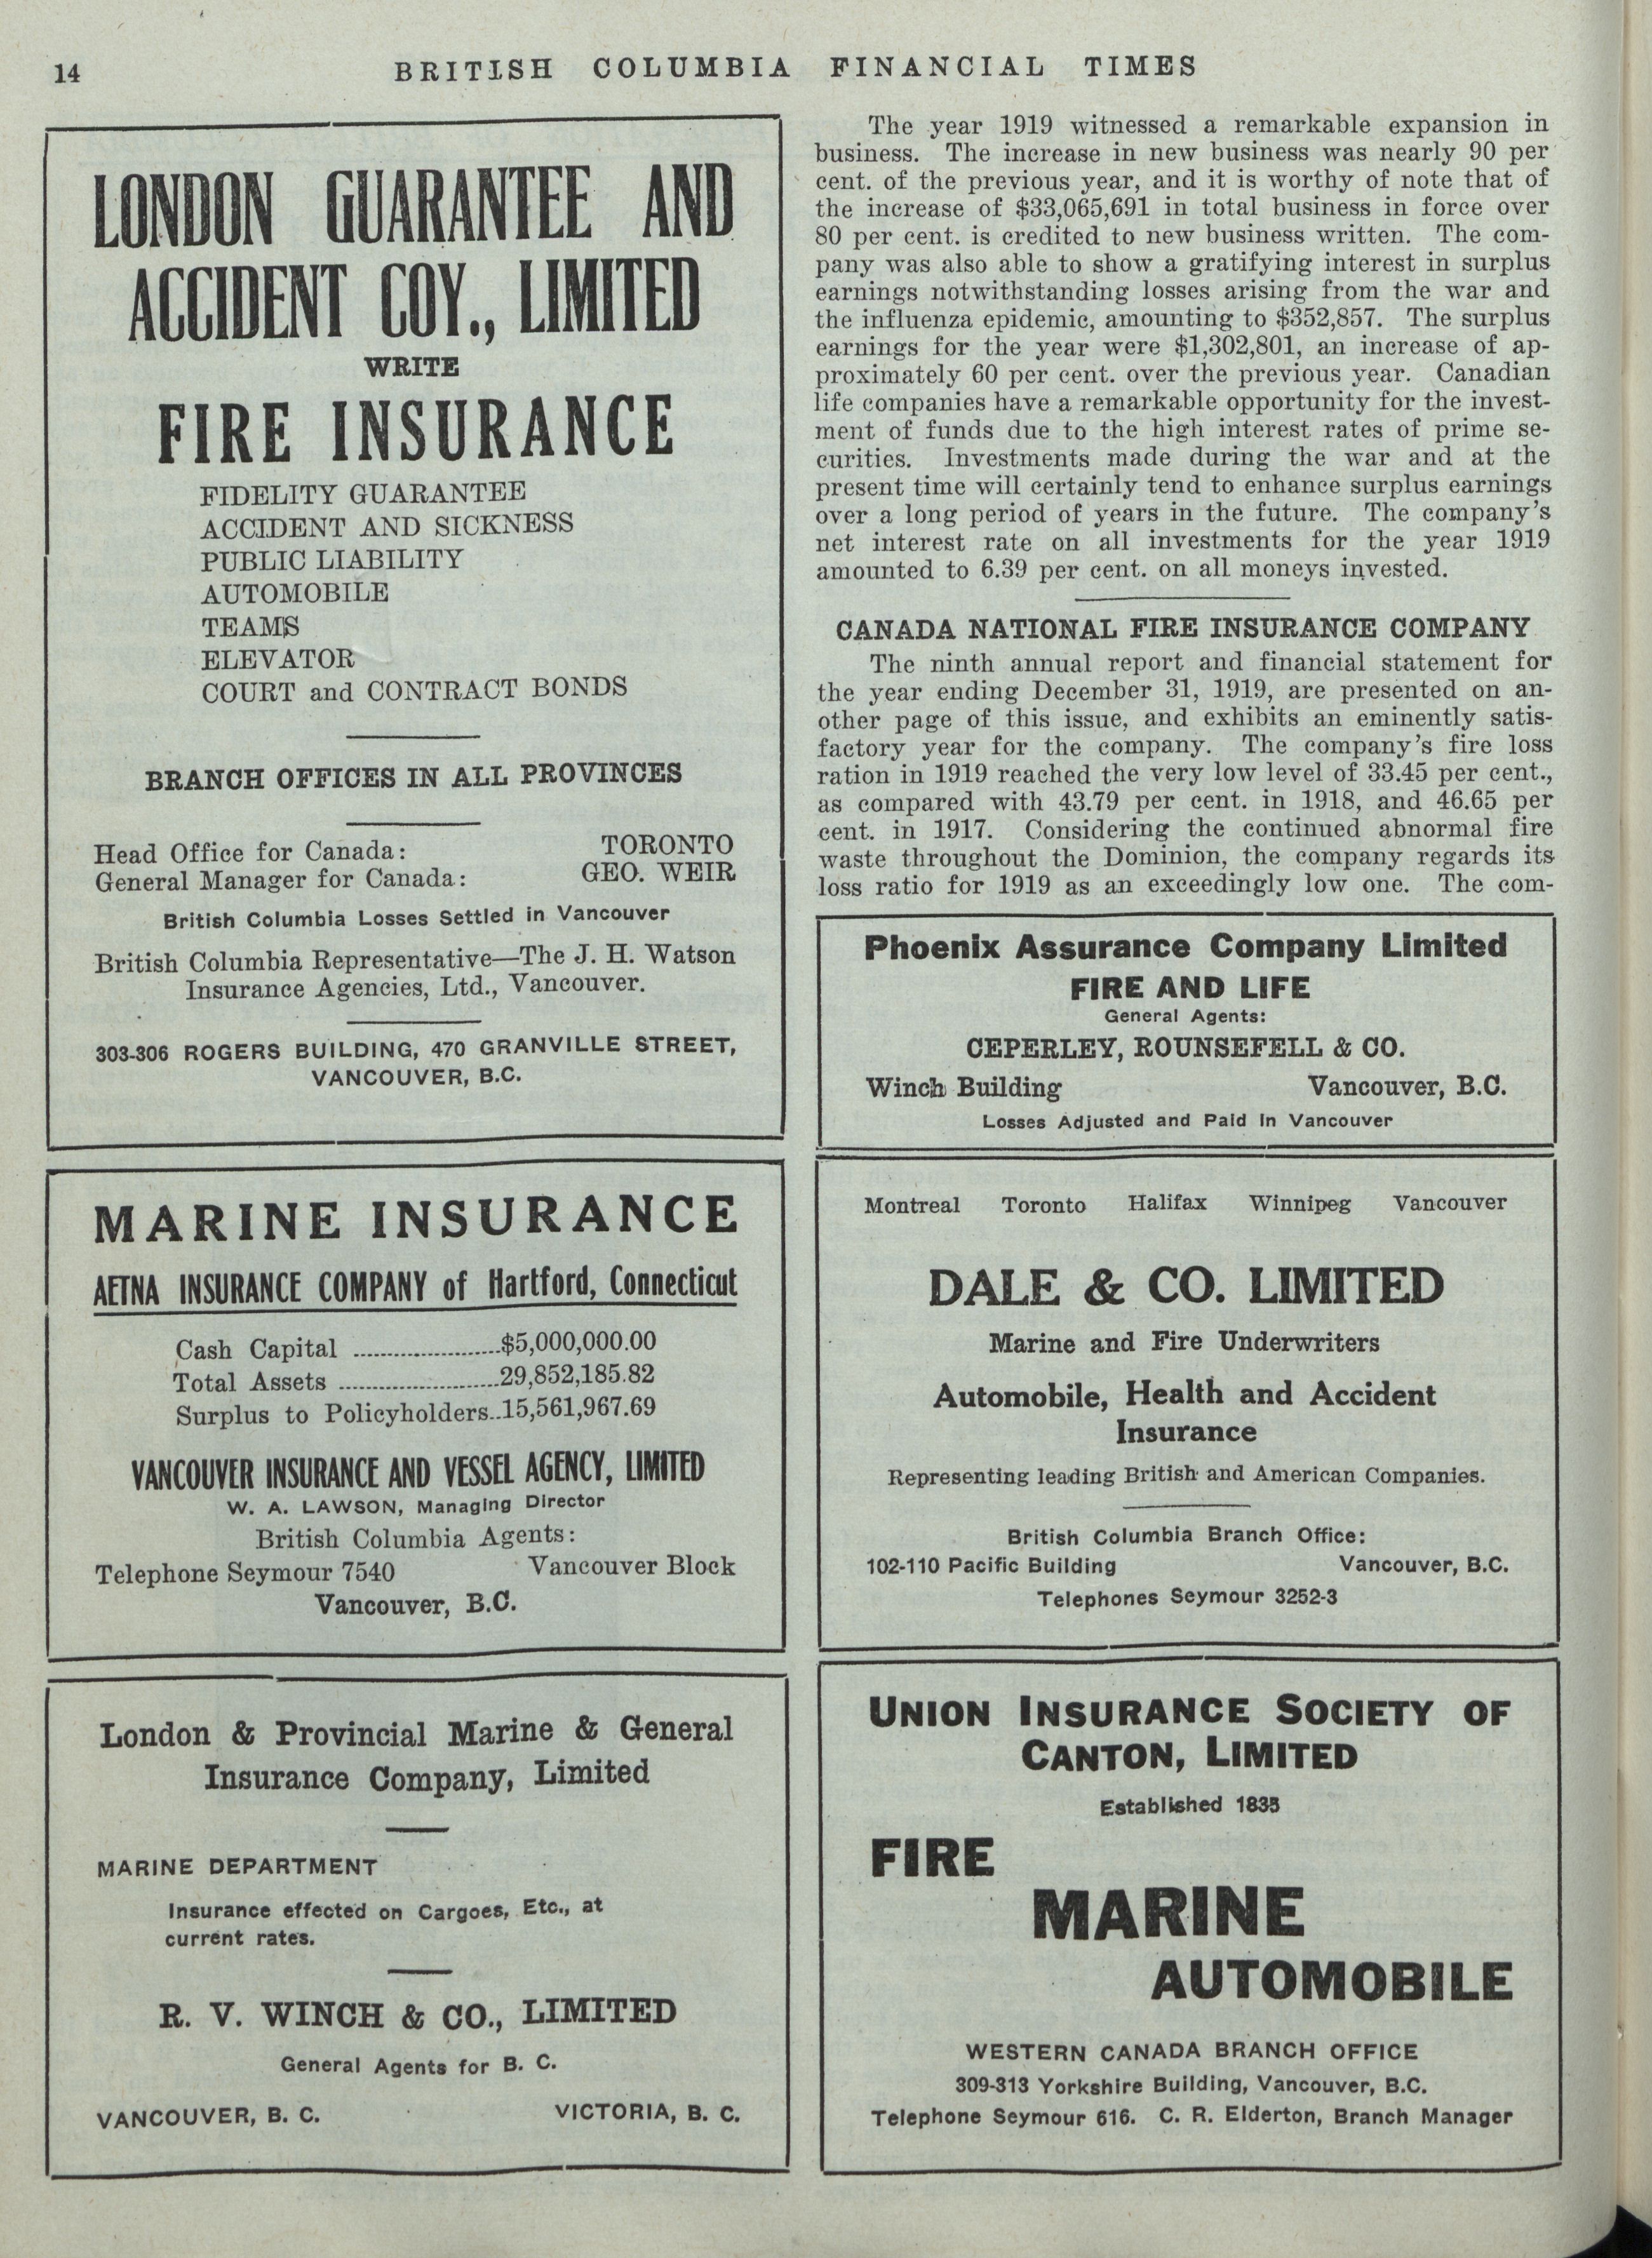 14
BRITISH COLUMBIA FINANCIAL TIMES
LONDON GUARANTEE AND
ACCIDENT COY., LIMITED
WRITE
FIRE INSURANCE
FIDELITY GUARANTEE
ACCIDENT AND SICKNESS
PUBLIC LIABILITY
AUTOMOBILE
TEAMS
ELEVATOR
COURT and CONTRACT BONDS
BRANCH OFFICES IN ALL PROVINCES
Head Office for Canada: TORONTO
General Manager for Canada: GEO. WEIR
British Columbia Losses Settled in Vancouver
British Columbia Representative—The J. H. Watson
Insurance Agencies, Ltd., Vancouver.
303-306 ROGERS BUILDING, 470 GRANVILLE STREET,
VANCOUVER, B.C.
MARINE INSURANCE
AETNA INSURANCE COMPANY of Hartford, Connecticut
Cash Capital ......................$5,000,000.00
Total Assets ........................29,852,185.82
Surplus to Policyholders..15,561,967.69
VANCOUVER INSURANCE AND VESSEL AGENCY, LIMITED
W. A. LAWSON, Managing Director
British Columbia Agents:
Telephone Seymour 7540 Vancouver Block
Vancouver, B.C.
London & Provincial Marine & General
Insurance Company, Limited
MARINE DEPARTMENT
Insurance effected on Cargoes, Etc., at
current rates.
R. V. WINCH & CO., LIMITED
General Agents for B. C.
VANCOUVER, B. C. VICTORIA, B. C.
The year 1919 witnessed a remarkable expansion in
business. The increase in new business was nearly 90 per
cent. of the previous year, and it is worthy of note that of
the increase of $33,065,691 in total business in force over
80 per cent. is credited to new business written. The com-
pany was also able to show a gratifying interest in surplus
earnings notwithstanding losses arising from the war and
the influenza epidemic, amounting to $352,857. The surplus
earnings for the year were $1,302,801, an increase of ap-
proximately 60 per cent. over the previous year. Canadian
life companies have a remarkable opportunity for the invest-
ment of funds due to the high interest rates of prime se-
curities. Investments made during the war and at the
present time will certainly tend to enhance surplus earnings
over a long period of years in the future. The company's
net interest rate on all investments for the year 1919
amounted to 6.39 per cent. on all moneys invested.
CANADA NATIONAL FIRE INSURANCE COMPANY
The ninth annual report and financial statement for
the year ending December 31, 1919, are presented on an-
other page of this issue, and exhibits an eminently satis-
factory year for the company. The company's fire loss
ration in 1919 reached the very low level of 33.45 per cent.,
as compared with 43.79 per cent. in 1918, and 46.65 per
cent. in 1917. Considering the continued abnormal fire
waste throughout the Dominion, the company regards its
loss ratio for 1919 as an exceedingly low one. The com-
Phoenix Assurance Company Limited
FIRE AND LIFE
General Agents:
CEPERLEY, ROUNSEFELL & CO.
Winch Building Vancouver, B.C.
Losses Adjusted and Paid in Vancouver
Montreal Toronto Halifax Winnipeg Vancouver
DALE & CO. LIMITED
Marine and Fire Underwriters
Automobile, Health and Accident
Insurance
Representing leading British and American Companies.
British Columbia Branch Office:
102-110 Pacific Building Vancouver, B.C.
Telephones Seymour 3252-3
UNION INSURANCE SOCIETY OF
CANTON, LIMITED
Established 1835
FIRE
MARINE
AUTOMOBILE
WESTERN CANADA BRANCH OFFICE
309-313 Yorkshire Building, Vancouver, B.C.
Telephone Seymour 616. C. R. Elderton, Branch Manager